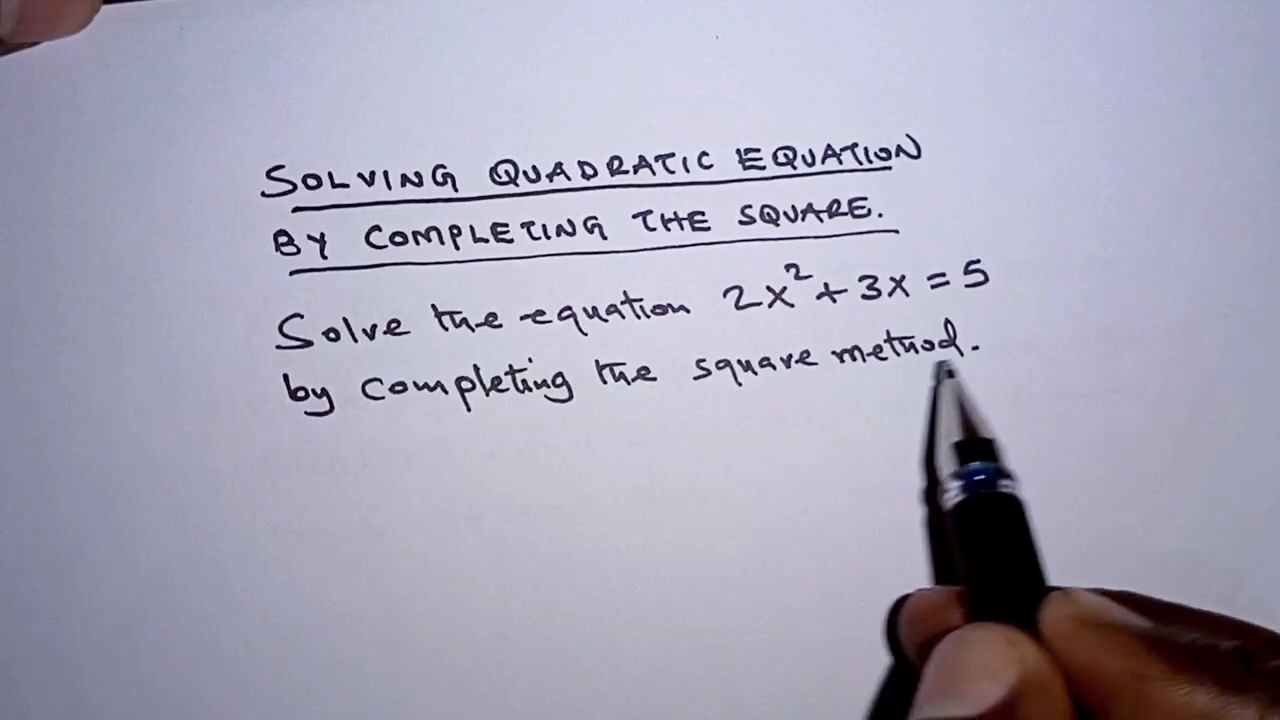 SOLVING QUADRATIC EQUATION
BY COMPLETING THE SQUARE.
Solve the equation 2x² + 3x = 5
by completing the square method.